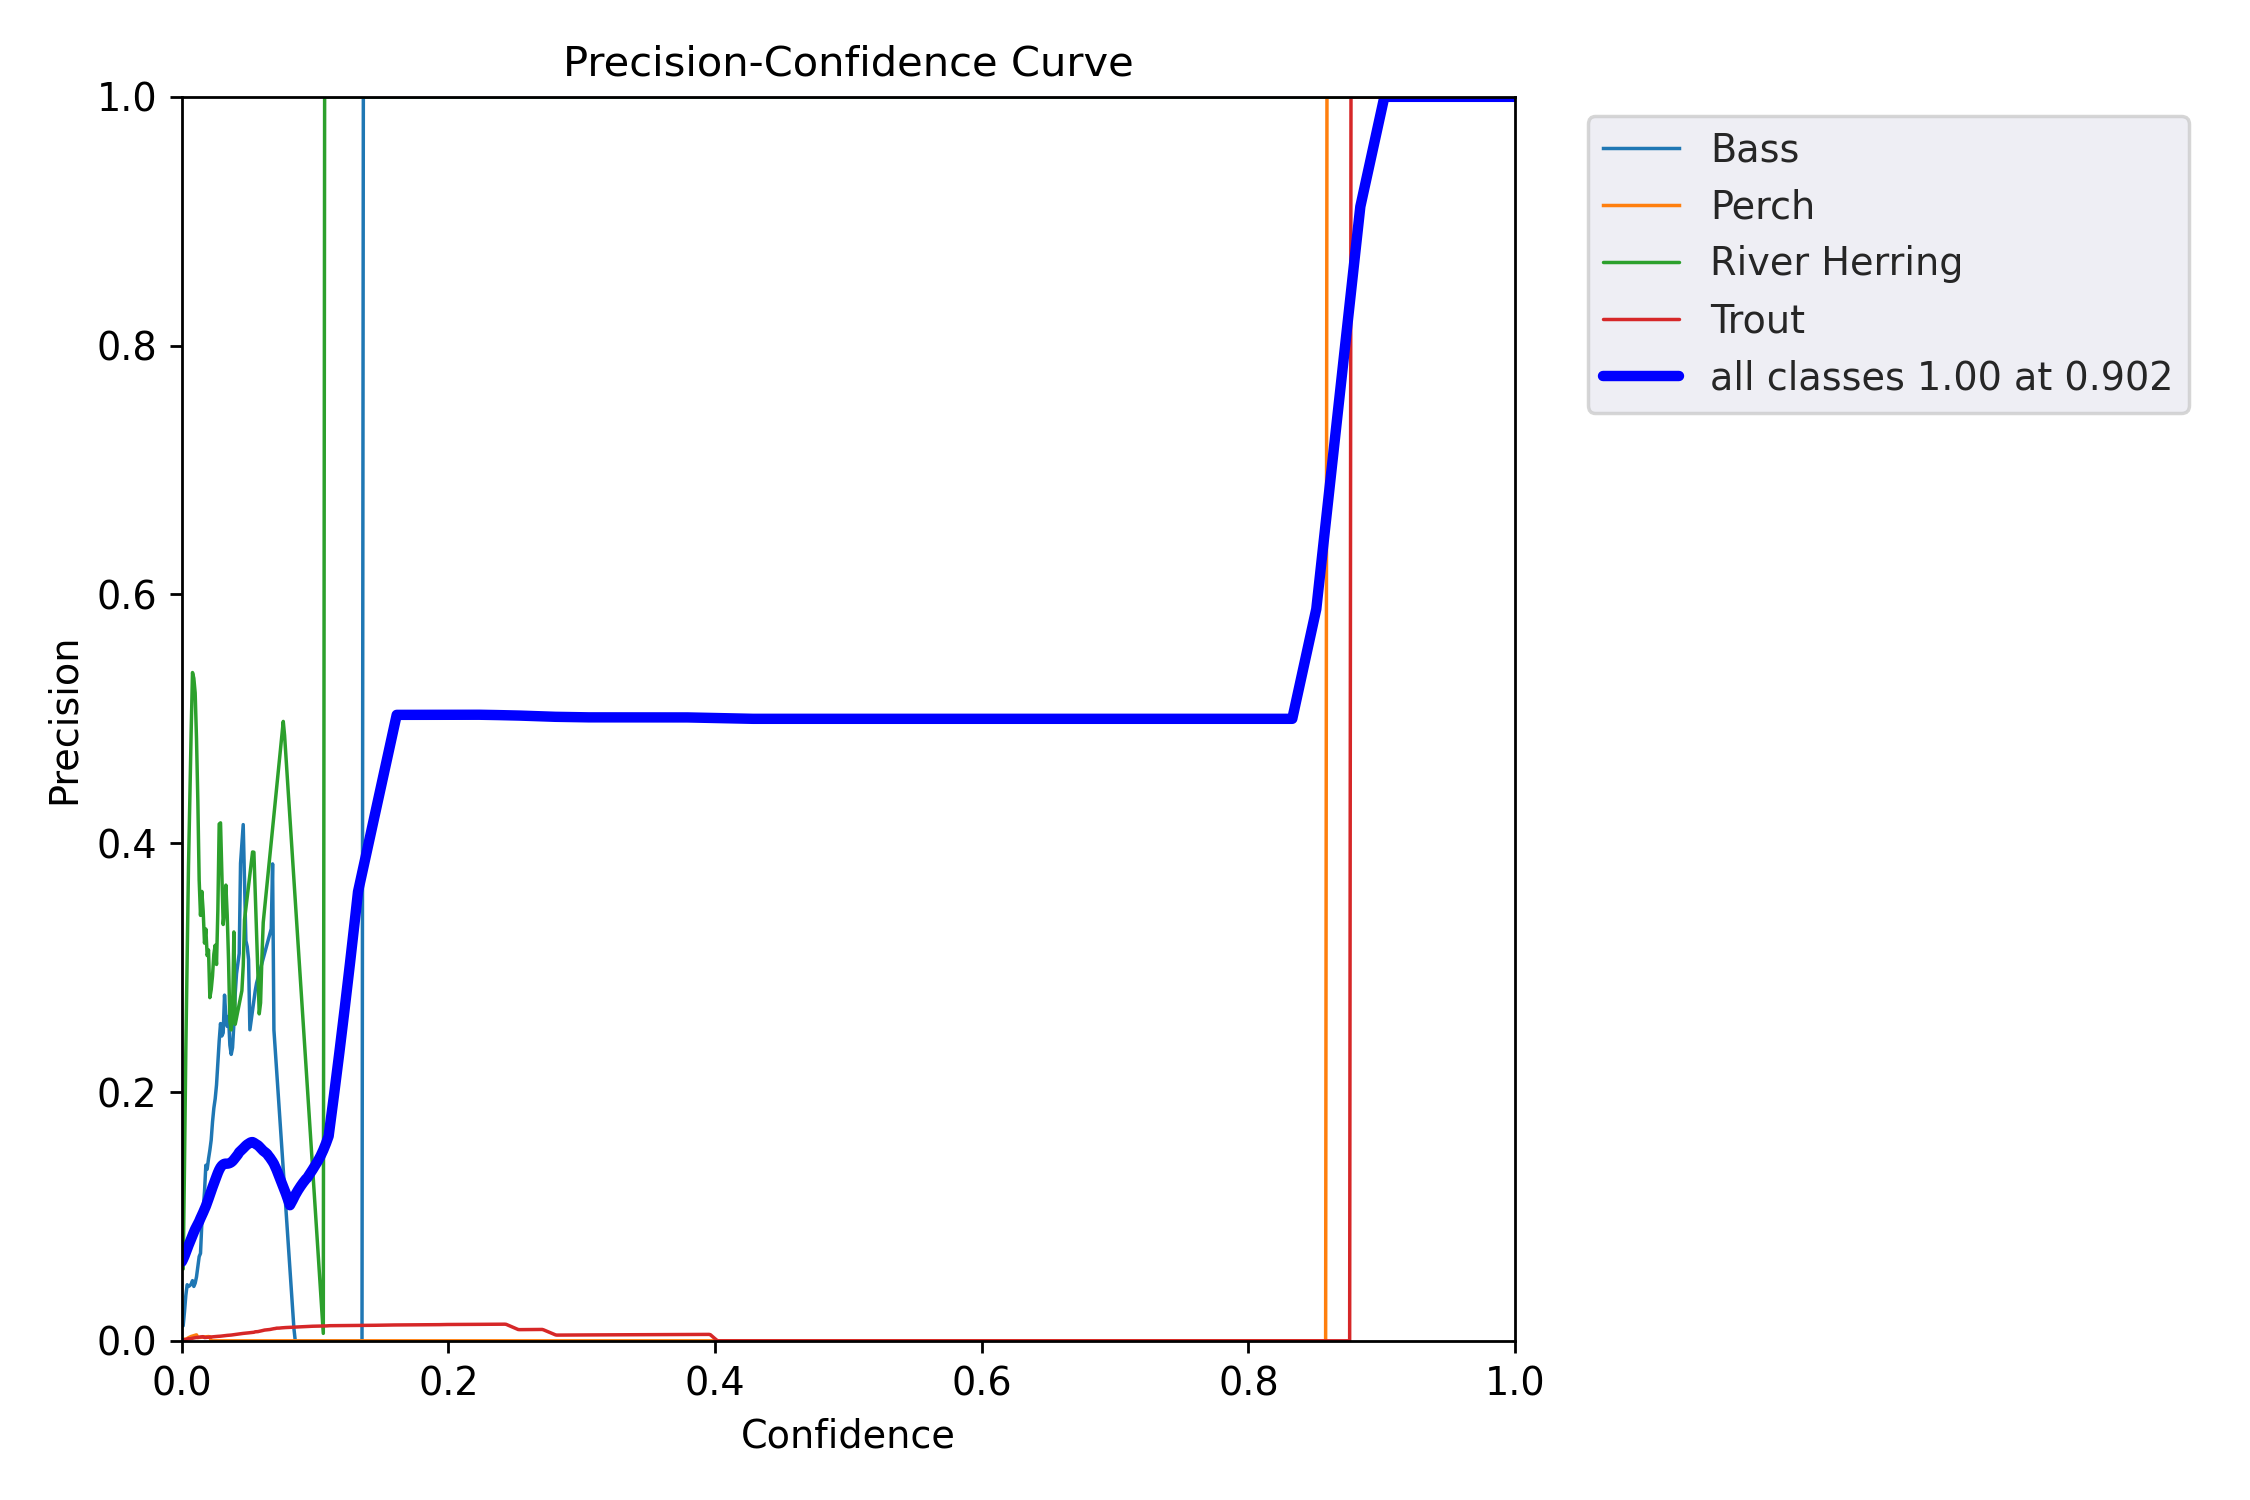 Precision-Confidence Curve
1.0
0.8
0.6
0.4
0.2
0.0
Precision
0.0 0.2 0.4 0.6 0.8 1.0
Confidence
Bass
Perch
River Herring
Trout
all classes 1.00 at 0.902